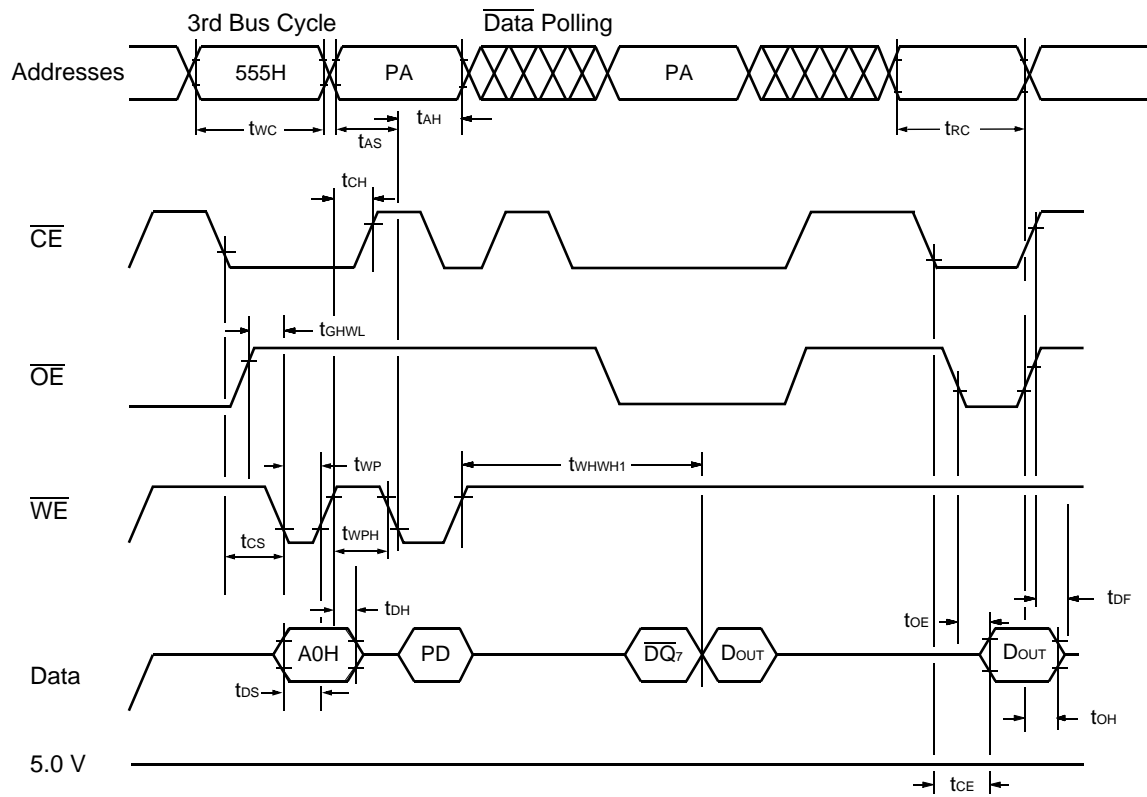 3rd Bus Cycle Data Polling
Addresses 555H PA PA
tWC tAS tAH tRC
tCH
CE
tGHWL
OE
tWP tWHWH1
WE
tCS tWPH
tDH tOE tDF
Data A0H PD DQ7 DOUT DOUT
tDS tOH
5.0 V
tCE